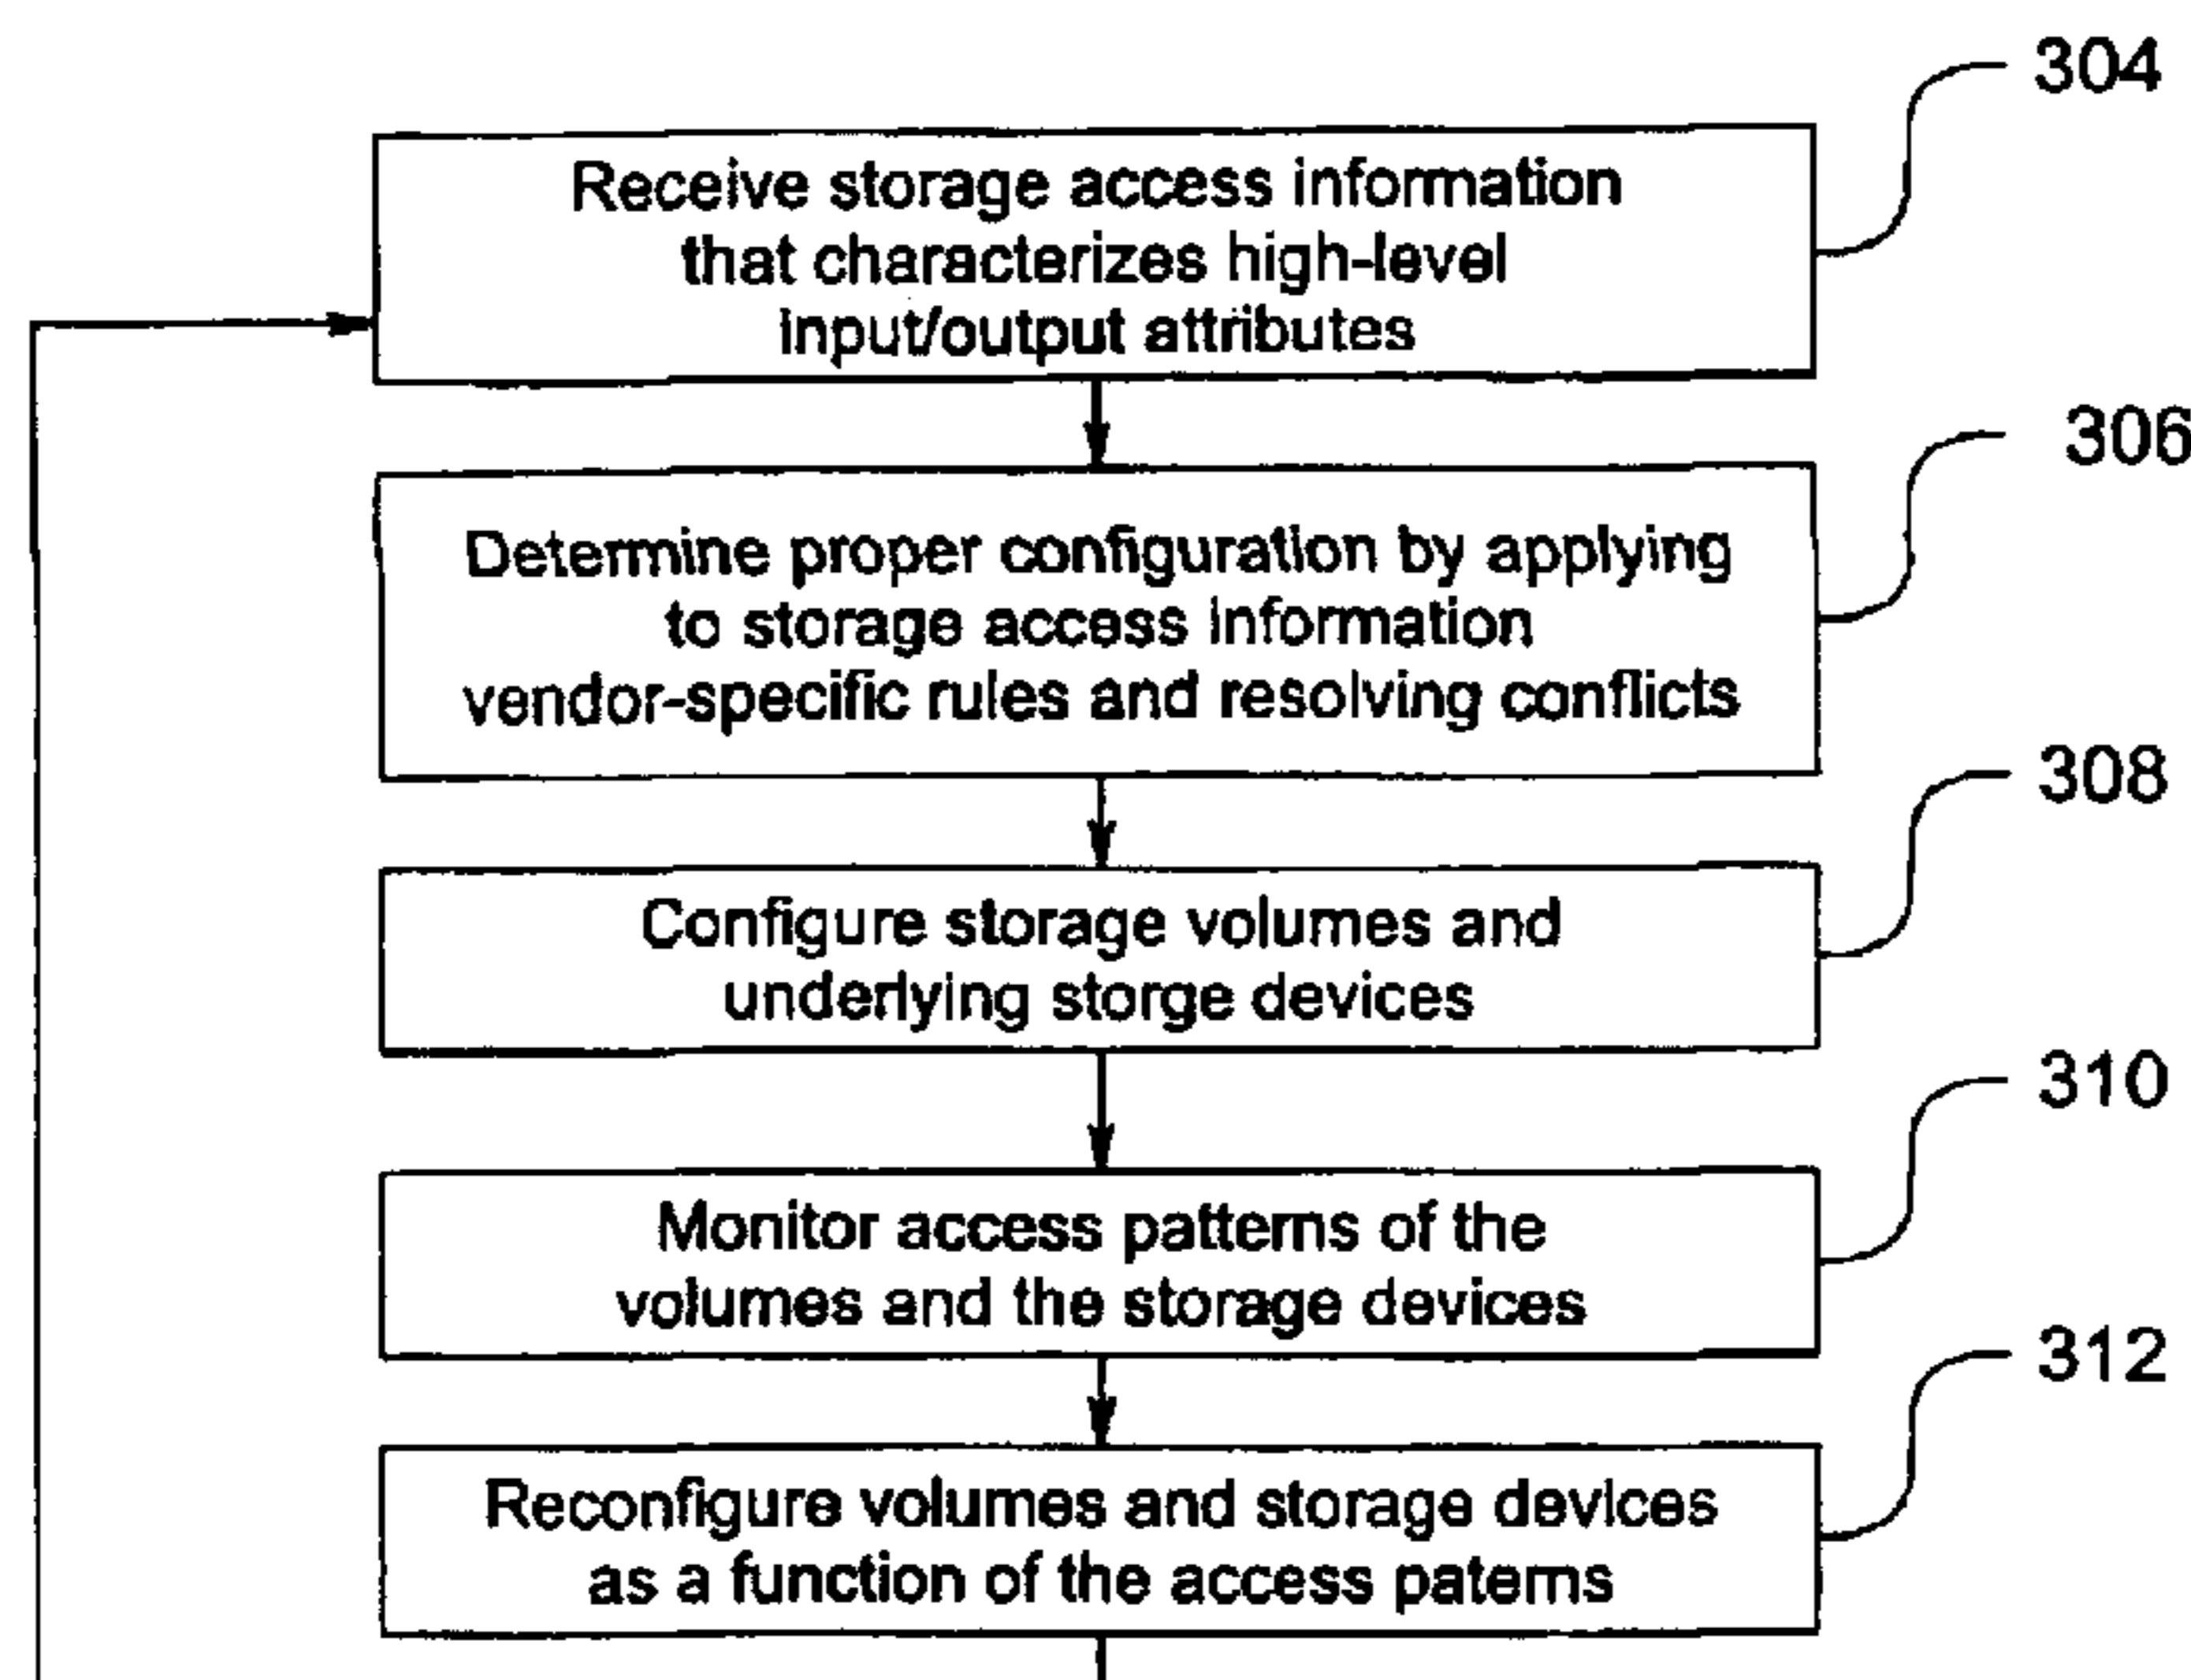 304
Receive storage access information
that characterizes high-level
input/output attributes
306
Determine proper configuration by applying
to storage access information
vendor-specific rules and resolving conflicts
308
Configure storage volumes and
underlying storge devices
310
Monitor access patterns of the
volumes and the storage devices
312
Reconfigure volumes and storage devices
as a function of the access paterns